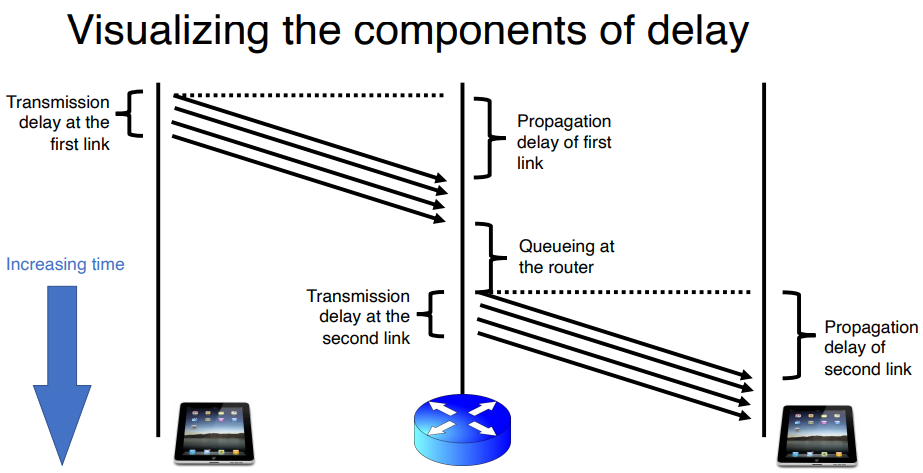 Visualizing the components of delay
Transmission
delay at the
first link
Propagation
delay of first
link
Queueing at
the router
Increasing time
Transmission
delay at the
second link
Propagation
delay of
second link